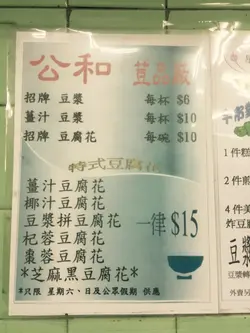 公和 荳品廠
招牌 豆漿 每杯 $6
薑汁 豆漿 每杯 $10
招牌 豆腐花 每碗 $10
特式豆腐花
薑汁豆腐花
椰汁豆腐花
豆漿拼豆腐花
杞蓉豆腐花
棗蓉豆腐花
*芝麻黑豆腐花*
一律 $15
*只限 星期六、日及公眾假期 供應
1 件
4 件
豆漿